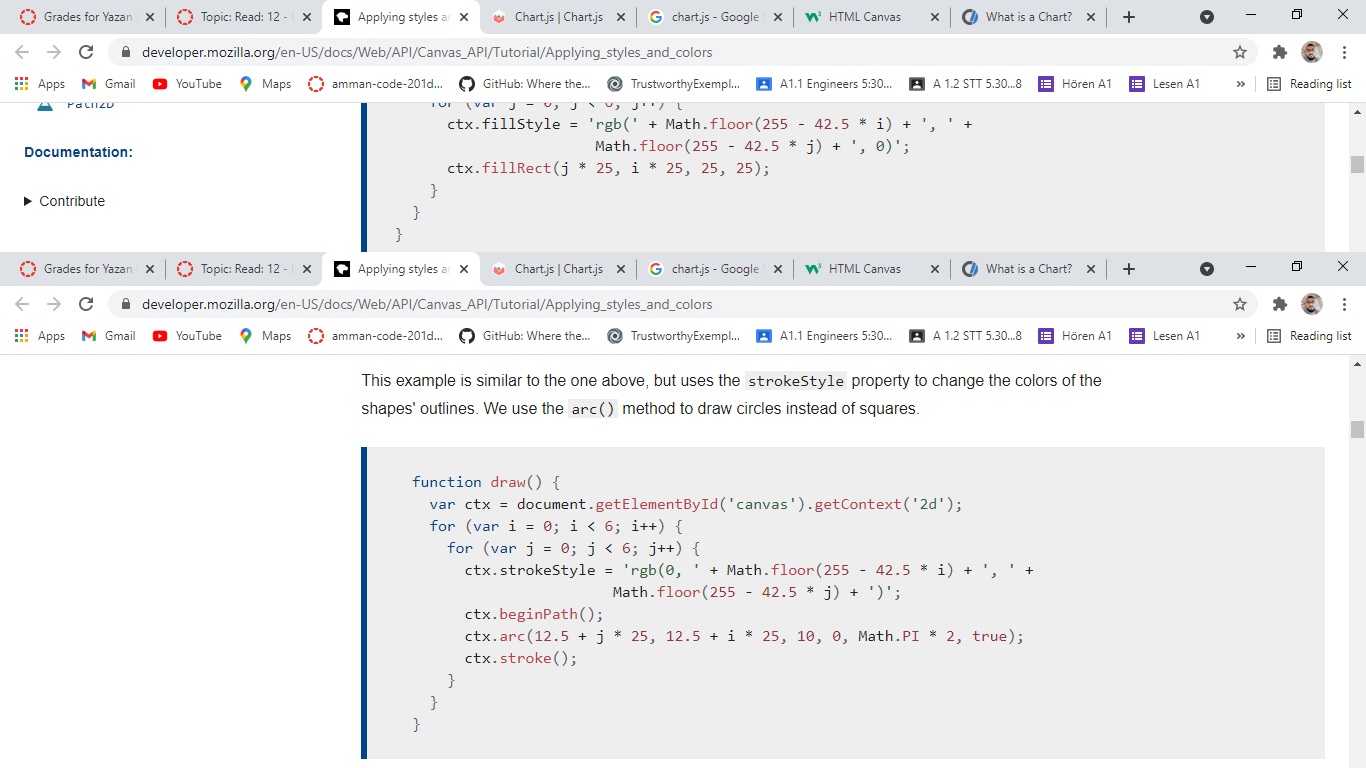 Grades for Yazan
Topic: Read: 12 -
Applying styles a
Chart.js | Chart.js
chart.js - Google
HTML Canvas
What is a Chart?
developer.mozilla.org/en-US/docs/Web/API/Canvas_API/Tutorial/Applying_styles_and_colors
Apps
Gmail
YouTube
Maps
amman-code-201d...
GitHub: Where the...
TrustworthyExempl...
A1.1 Engineers 5:30...
A 1.2 STT 5.30...8
Hören A1
Lesen A1
»
Reading list
Path2D
Documentation:
Contribute
for (var j = 0; j < 6; j++) {
ctx.fillStyle = 'rgb(' + Math.floor(255 - 42.5 * i) + ', ' +
Math.floor(255 - 42.5 * j) + ', 0)';
ctx.fillRect(j * 25, i * 25, 25, 25);
}
}
}
Grades for Yazan
Topic: Read: 12 -
Applying styles a
Chart.js | Chart.js
chart.js - Google
HTML Canvas
What is a Chart?
developer.mozilla.org/en-US/docs/Web/API/Canvas_API/Tutorial/Applying_styles_and_colors
Apps
Gmail
YouTube
Maps
amman-code-201d...
GitHub: Where the...
TrustworthyExempl...
A1.1 Engineers 5:30...
A 1.2 STT 5.30...8
Hören A1
Lesen A1
»
Reading list
This example is similar to the one above, but uses the strokeStyle property to change the colors of the
shapes' outlines. We use the arc() method to draw circles instead of squares.
function draw() {
var ctx = document.getElementById('canvas').getContext('2d');
for (var i = 0; i < 6; i++) {
for (var j = 0; j < 6; j++) {
ctx.strokeStyle = 'rgb(0, ' + Math.floor(255 - 42.5 * i) + ', ' +
Math.floor(255 - 42.5 * j) + ')';
ctx.beginPath();
ctx.arc(12.5 + j * 25, 12.5 + i * 25, 10, 0, Math.PI * 2, true);
ctx.stroke();
}
}
}